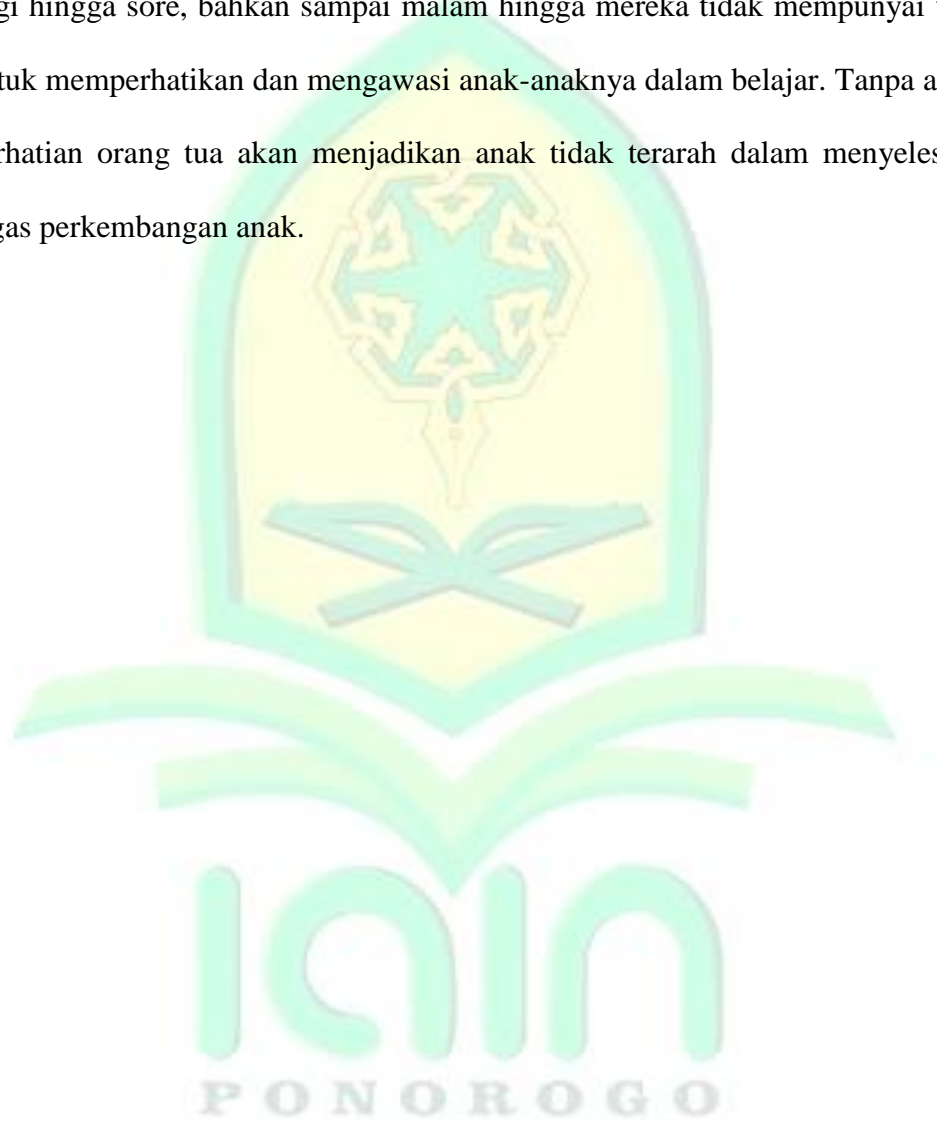 gi hingga sore, bahkan sampai malam hingga mereka tidak mempunyai
tuk memperhatikan dan mengawasi anak-anaknya dalam belajar. Tanpa a
rhatian orang tua akan menjadikan anak tidak terarah dalam menyeles
gas perkembangan anak.
iain
PONOROGO